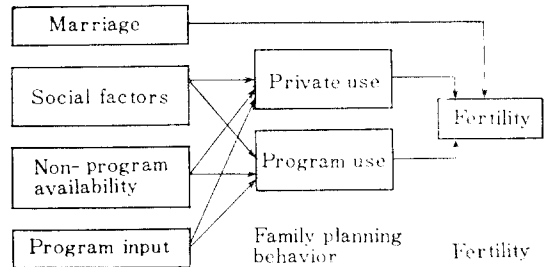 Marriage
Social factors
Non-program
availability
Program input
Private use
Program use
Family planning
behavior
Fertility
Fertility